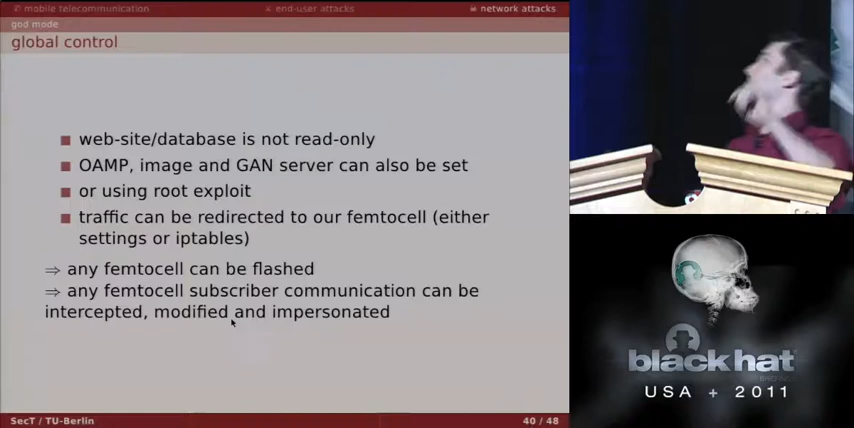 mobile telecommunication
end-user attacks
network attacks
god mode
global control
web-site/database is not read-only
OAMP, image and GAN server can also be set
or using root exploit
traffic can be redirected to our femtocell (either
settings or iptables)
⇒ any femtocell can be flashed
⇒ any femtocell subscriber communication can be
intercepted, modified and impersonated
SecT / TU-Berlin
40 / 48
black hat
USA + 2011